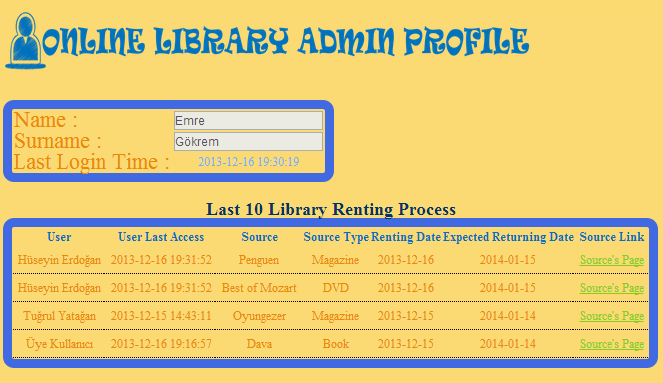 ONLINE LIBRARY ADMIN PROFILE
Name : Emre
Surname : Gökrem
Last Login Time : 2013-12-16 19:30:19
Last 10 Library Renting Process
User User Last Access Source Source Type Renting Date Expected Returning Date Source Link
Hüseyin Erdoğan 2013-12-16 19:31:52 Penguen Magazine 2013-12-16 2014-01-15 Source's Page
Hüseyin Erdoğan 2013-12-16 19:31:52 Best of Mozart DVD 2013-12-16 2014-01-15 Source's Page
Tuğrul Yatağan 2013-12-15 14:43:11 Oyungezer Magazine 2013-12-15 2014-01-14 Source's Page
Üye Kullanıcı 2013-12-16 19:16:57 Dava Book 2013-12-15 2014-01-14 Source's Page